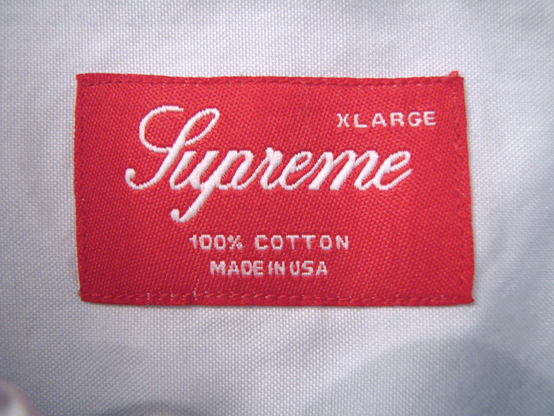 XLARGE
Supreme
100% COTTON
MADE IN USA